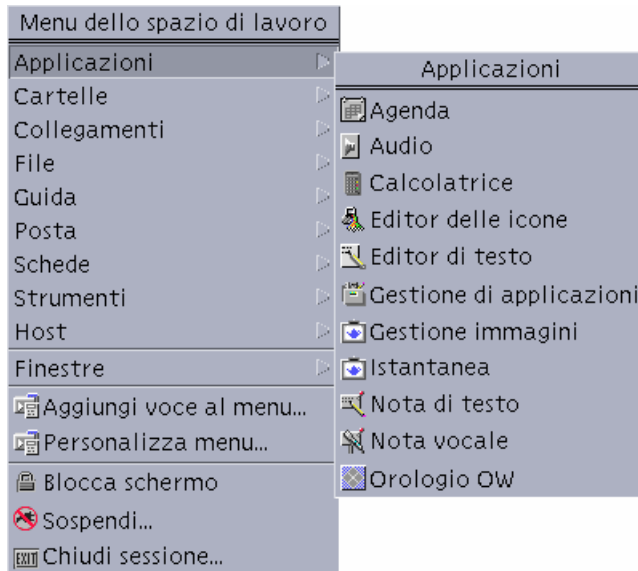 Menu dello spazio di lavoro
Applicazioni
Cartelle
Collegamenti
File
Guida
Posta
Schede
Strumenti
Host
Finestre
Aggiungi voce al menu...
Personalizza menu...
Blocca schermo
Sospendi...
EXIT Chiudi sessione...
Applicazioni
Agenda
Audio
Calcolatrice
Editor delle icone
Editor di testo
Gestione di applicazioni
Gestione immagini
Istantanea
Nota di testo
Nota vocale
Orologio OW